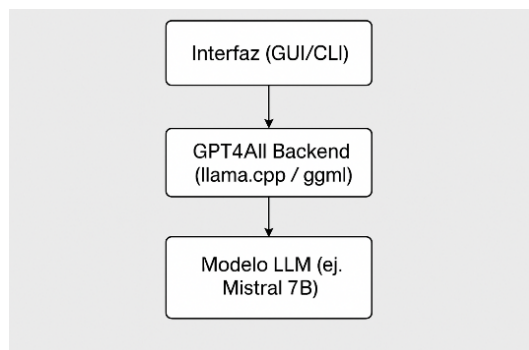 Interfaz (GUI/CLI)
GPT4All Backend
(llama.cpp / ggml)
Modelo LLM (ej.
Mistral 7B)